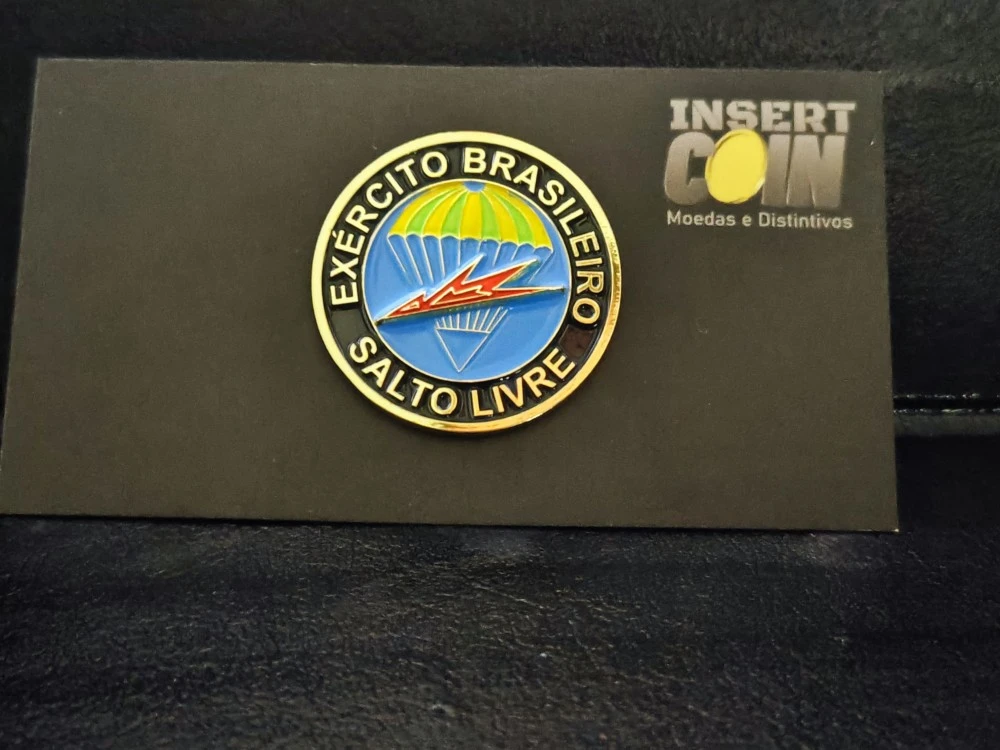 EXÉRCITO BRASILEIRO
SALTO LIVRE
INSERT
COIN
Moedas e Distintivos